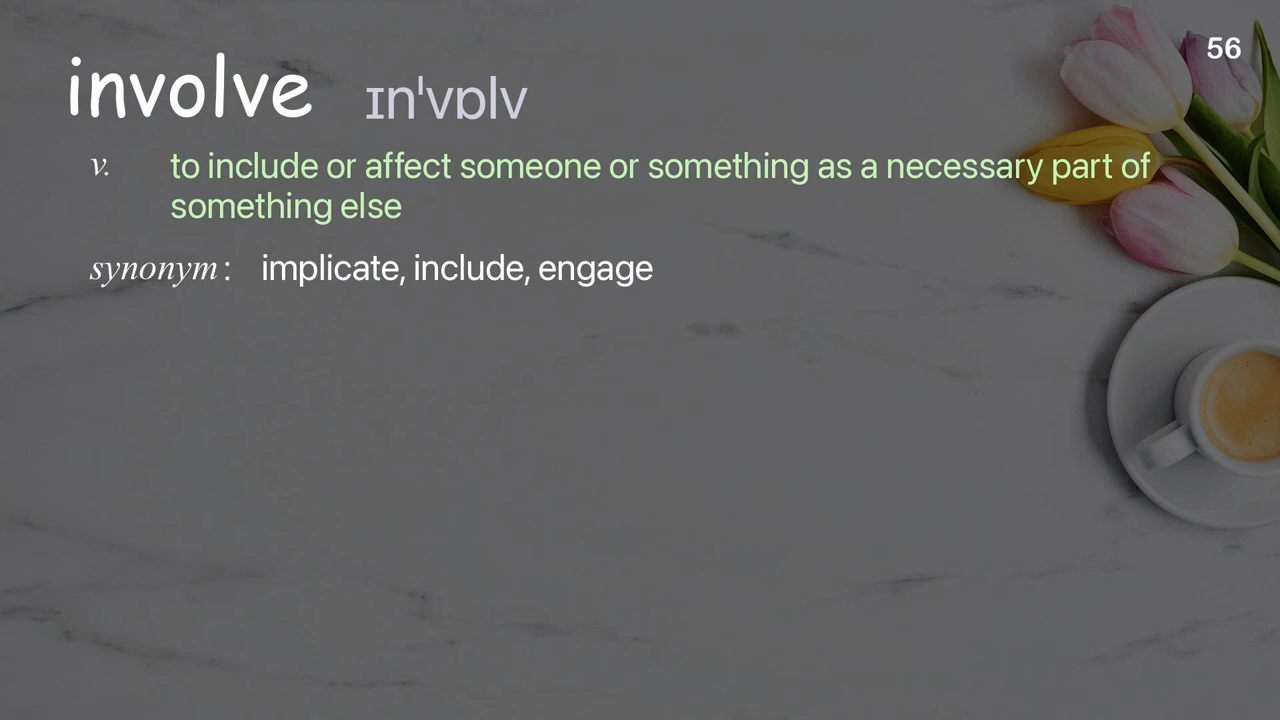 56
involve ɪnˈvɒlv
v. to include or affect someone or something as a necessary part of
something else
synonym : implicate, include, engage